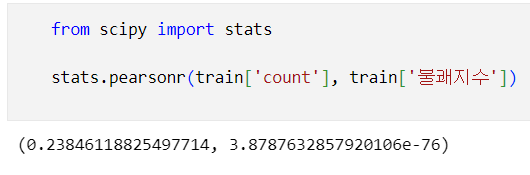 from scipy import stats
stats.pearsonr(train['count'], train['불쾌지수'])
(0.23846118825497714, 3.8787632857920106e-76)